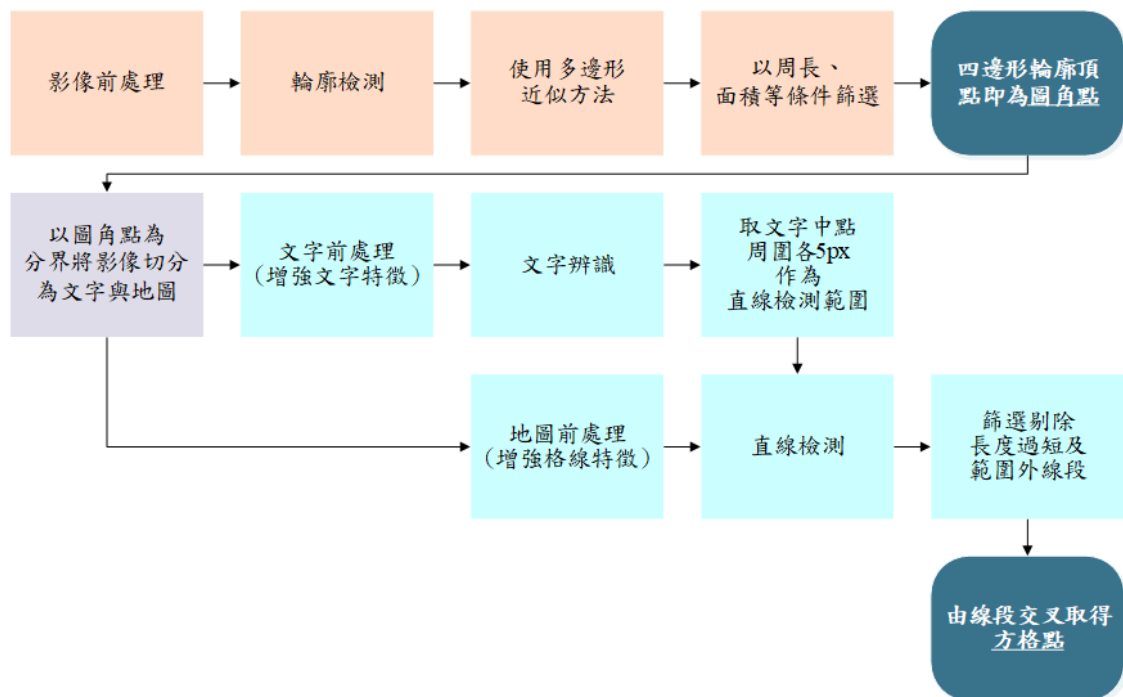 影像前處理
輪廓檢測
使用多邊形
近似方法
以周長、
面積等條件篩選
四邊形輪廓頂
點即為圖角點
以圖角點為
分界將影像切分
為文字與地圖
文字前處理
(增強文字特徵)
文字辨識
取文字中點
周圍各5px
作為
直線檢測範圍
地圖前處理
(增強格線特徵)
直線檢測
篩選剔除
長度過短及
範圍外線段
由線段交叉取得
方格點